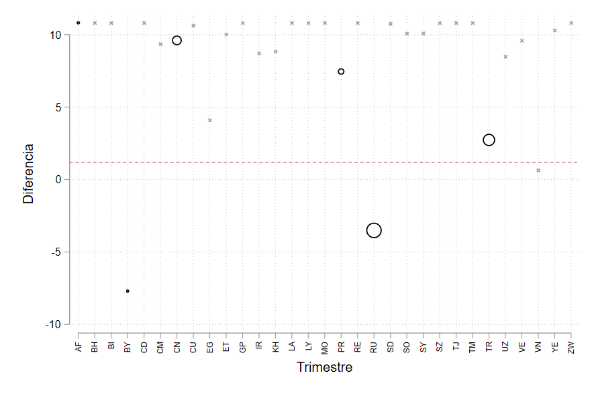 10
5
0
-5
-10
Diferencia
AF BH BI BY CD CM CN CU EG ET GP IR KH LA LY MO PR RE RU SD SO SY SZ TJ TM TR UZ VE VN YE ZW
Trimestre